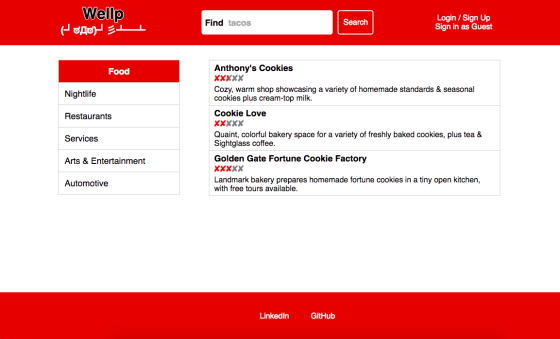 Wellp
(┛ಠДಠ)┛彡┻━┻
Find tacos
Search
Login / Sign Up
Sign in as Guest
Food
Nightlife
Restaurants
Services
Arts & Entertainment
Automotive
Anthony's Cookies
✘✘✘✘✘
Cozy, warm shop showcasing a variety of homemade standards & seasonal
cookies plus cream-top milk.
Cookie Love
✘✘✘✘✘
Quaint, colorful bakery space for a variety of freshly baked cookies, plus tea &
Sightglass coffee.
Golden Gate Fortune Cookie Factory
✘✘✘✘✘
Landmark bakery prepares homemade fortune cookies in a tiny open kitchen,
with free tours available.
LinkedIn GitHub